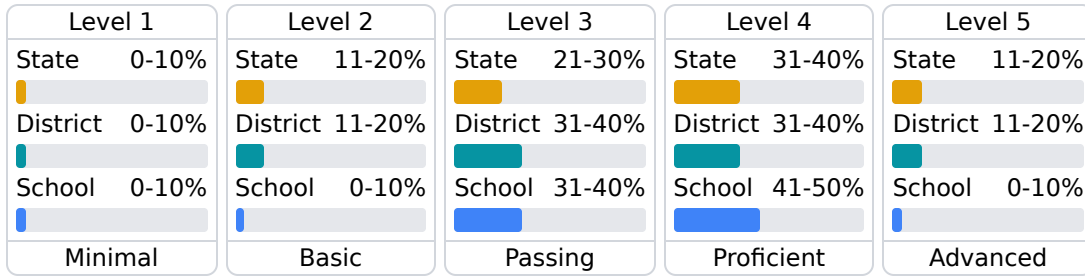 Level 1
State 0-10%
District 0-10%
School 0-10%
Minimal
Level 2
State 11-20%
District 11-20%
School 0-10%
Basic
Level 3
State 21-30%
District 31-40%
School 31-40%
Passing
Level 4
State 31-40%
District 31-40%
School 41-50%
Proficient
Level 5
State 11-20%
District 11-20%
School 0-10%
Advanced